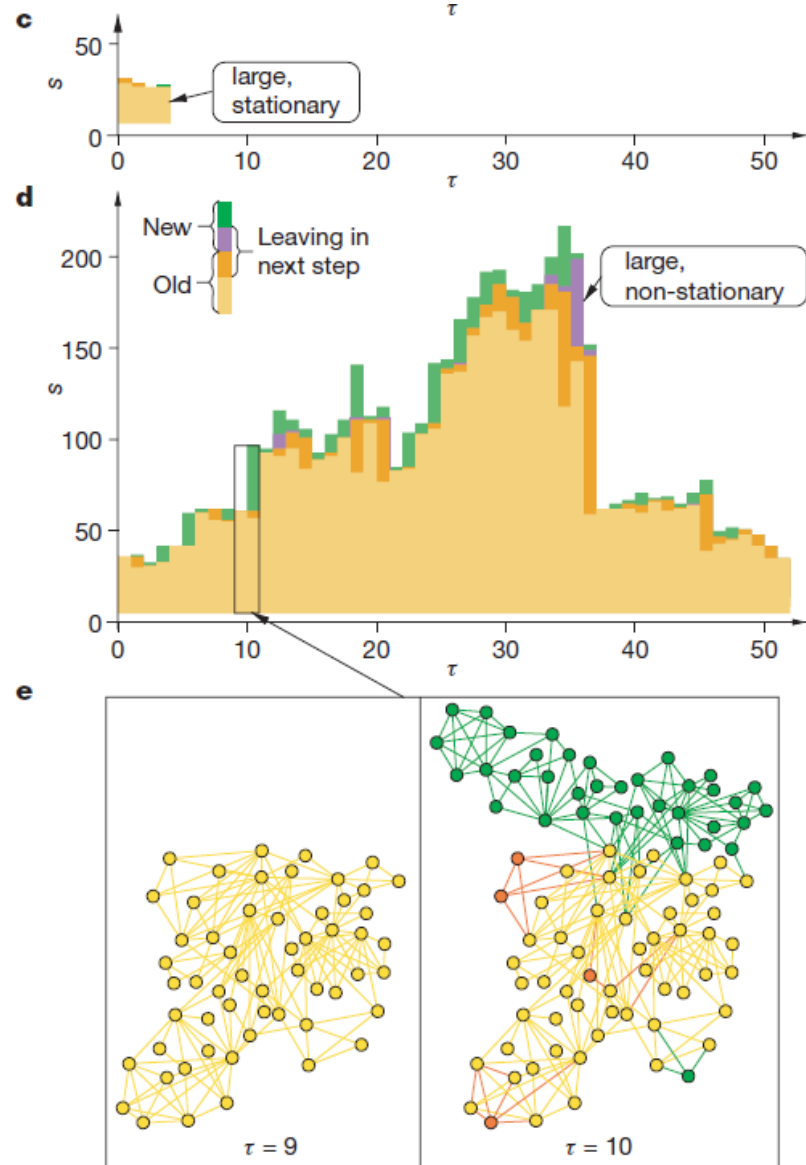 c
τ
50
s
large,
stationary
0
0 10 20 30 40 50
τ
d
New
Leaving in
next step
Old
200
large,
non-stationary
150
s
100
50
0
0 10 20 30 40 50
τ
e
τ = 9
τ = 10